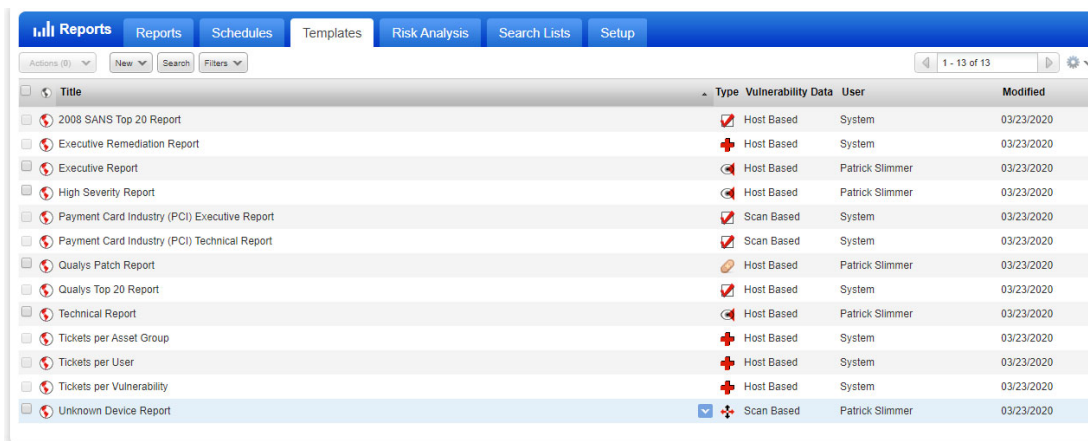 Reports Reports Schedules Templates Risk Analysis Search Lists Setup
Actions (0) New Search Filters 1 - 13 of 13
Title Type Vulnerability Data User Modified
2008 SANS Top 20 Report Host Based System 03/23/2020
Executive Remediation Report Host Based System 03/23/2020
Executive Report Host Based Patrick Slimmer 03/23/2020
High Severity Report Host Based Patrick Slimmer 03/23/2020
Payment Card Industry (PCI) Executive Report Scan Based System 03/23/2020
Payment Card Industry (PCI) Technical Report Scan Based System 03/23/2020
Qualys Patch Report Host Based Patrick Slimmer 03/23/2020
Qualys Top 20 Report Host Based System 03/23/2020
Technical Report Host Based Patrick Slimmer 03/23/2020
Tickets per Asset Group Host Based System 03/23/2020
Tickets per User Host Based System 03/23/2020
Tickets per Vulnerability Host Based System 03/23/2020
Unknown Device Report Scan Based Patrick Slimmer 03/23/2020